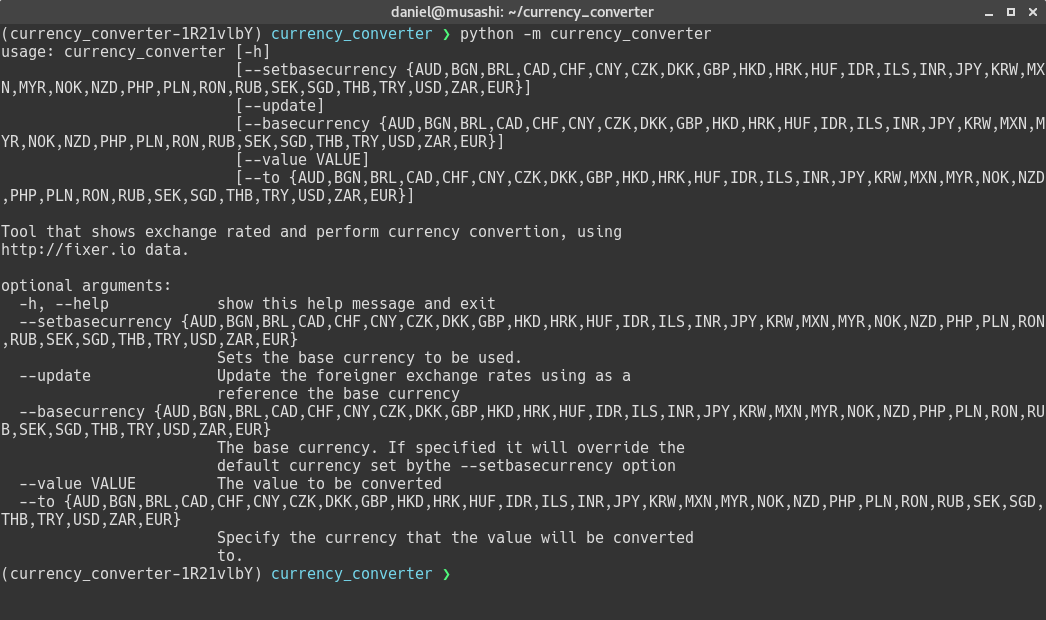 daniel@musashi: ~/currency_converter
(currency_converter-1R21vlbY) currency_converter ❯ python -m currency_converter
usage: currency_converter [-h]
                          [--setbasecurrency {AUD,BGN,BRL,CAD,CHF,CNY,CZK,DKK,GBP,HKD,HRK,HUF,IDR,ILS,INR,JPY,KRW,MX
N,MYR,NOK,NZD,PHP,PLN,RON,RUB,SEK,SGD,THB,TRY,USD,ZAR,EUR}]
                          [--update]
                          [--basecurrency {AUD,BGN,BRL,CAD,CHF,CNY,CZK,DKK,GBP,HKD,HRK,HUF,IDR,ILS,INR,JPY,KRW,MXN,M
YR,NOK,NZD,PHP,PLN,RON,RUB,SEK,SGD,THB,TRY,USD,ZAR,EUR}]
                          [--value VALUE]
                          [--to {AUD,BGN,BRL,CAD,CHF,CNY,CZK,DKK,GBP,HKD,HRK,HUF,IDR,ILS,INR,JPY,KRW,MXN,MYR,NOK,NZD
,PHP,PLN,RON,RUB,SEK,SGD,THB,TRY,USD,ZAR,EUR}]

Tool that shows exchange rated and perform currency convertion, using
http://fixer.io data.

optional arguments:
  -h, --help            show this help message and exit
  --setbasecurrency {AUD,BGN,BRL,CAD,CHF,CNY,CZK,DKK,GBP,HKD,HRK,HUF,IDR,ILS,INR,JPY,KRW,MXN,MYR,NOK,NZD,PHP,PLN,RON
,RUB,SEK,SGD,THB,TRY,USD,ZAR,EUR}
                        Sets the base currency to be used.
  --update              Update the foreigner exchange rates using as a
                        reference the base currency
  --basecurrency {AUD,BGN,BRL,CAD,CHF,CNY,CZK,DKK,GBP,HKD,HRK,HUF,IDR,ILS,INR,JPY,KRW,MXN,MYR,NOK,NZD,PHP,PLN,RON,RU
B,SEK,SGD,THB,TRY,USD,ZAR,EUR}
                        The base currency. If specified it will override the
                        default currency set bythe --setbasecurrency option
  --value VALUE         The value to be converted
  --to {AUD,BGN,BRL,CAD,CHF,CNY,CZK,DKK,GBP,HKD,HRK,HUF,IDR,ILS,INR,JPY,KRW,MXN,MYR,NOK,NZD,PHP,PLN,RON,RUB,SEK,SGD,
THB,TRY,USD,ZAR,EUR}
                        Specify the currency that the value will be converted
                        to.
(currency_converter-1R21vlbY) currency_converter ❯